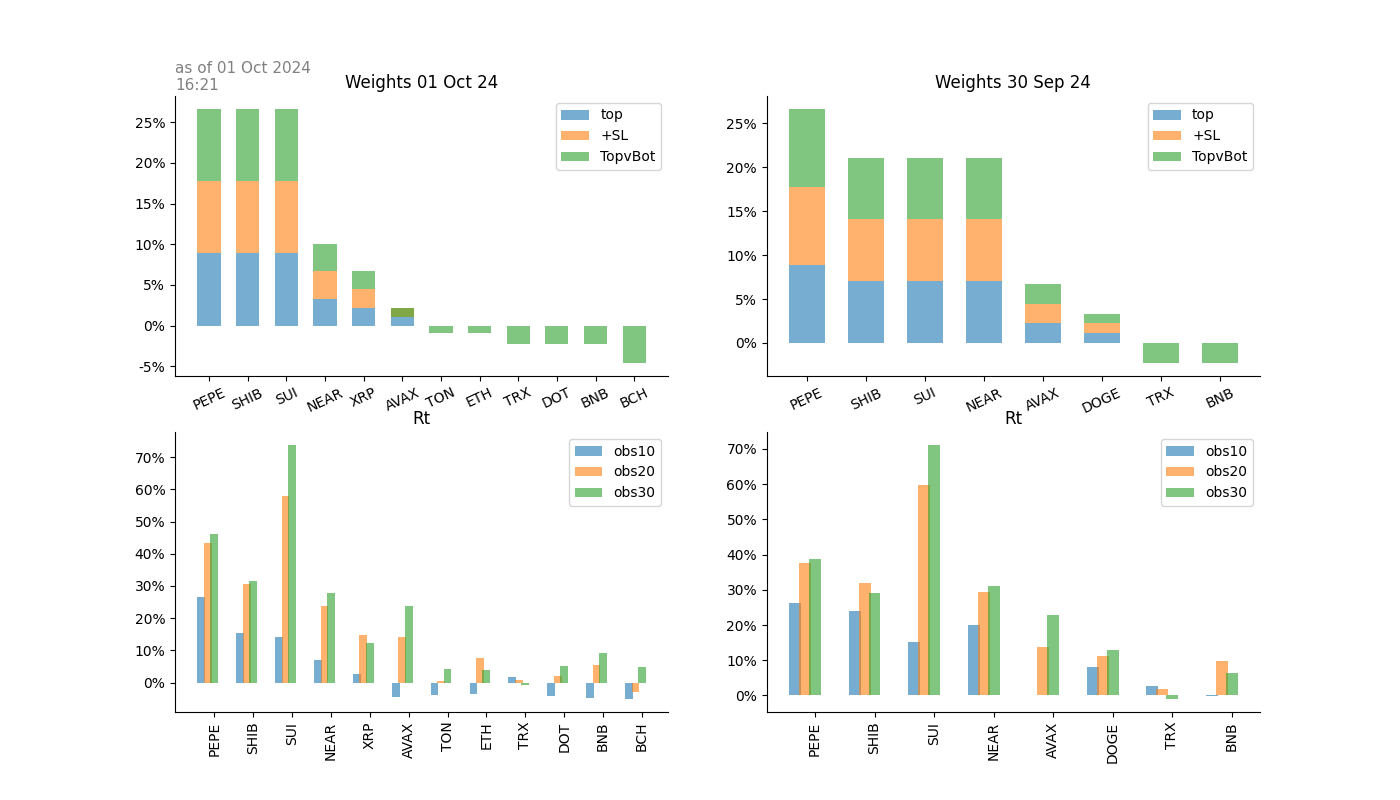 as of 01 Oct 2024
16:21
Weights 01 Oct 24
25%
20%
15%
10%
5%
0%
-5%
top
+SL
TopvBot
PEPE SHIB SUI NEAR XRP AVAX TON ETH TRX DOT BNB BCH
Weights 30 Sep 24
25%
20%
15%
10%
5%
0%
top
+SL
TopvBot
PEPE SHIB SUI NEAR AVAX DOGE TRX BNB
Rt
70%
60%
50%
40%
30%
20%
10%
0%
obs10
obs20
obs30
PEPE SHIB SUI NEAR XRP AVAX TON ETH TRX DOT BNB BCH
Rt
70%
60%
50%
40%
30%
20%
10%
0%
obs10
obs20
obs30
PEPE SHIB SUI NEAR AVAX DOGE TRX BNB